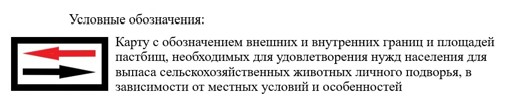 Условные обозначения:
Карту с обозначением внешних и внутренних границ и площадей
пастбищ, необходимых для удовлетворения нужд населения для
выпаса сельскохозяйственных животных личного подворья, в
зависимости от местных условий и особенностей